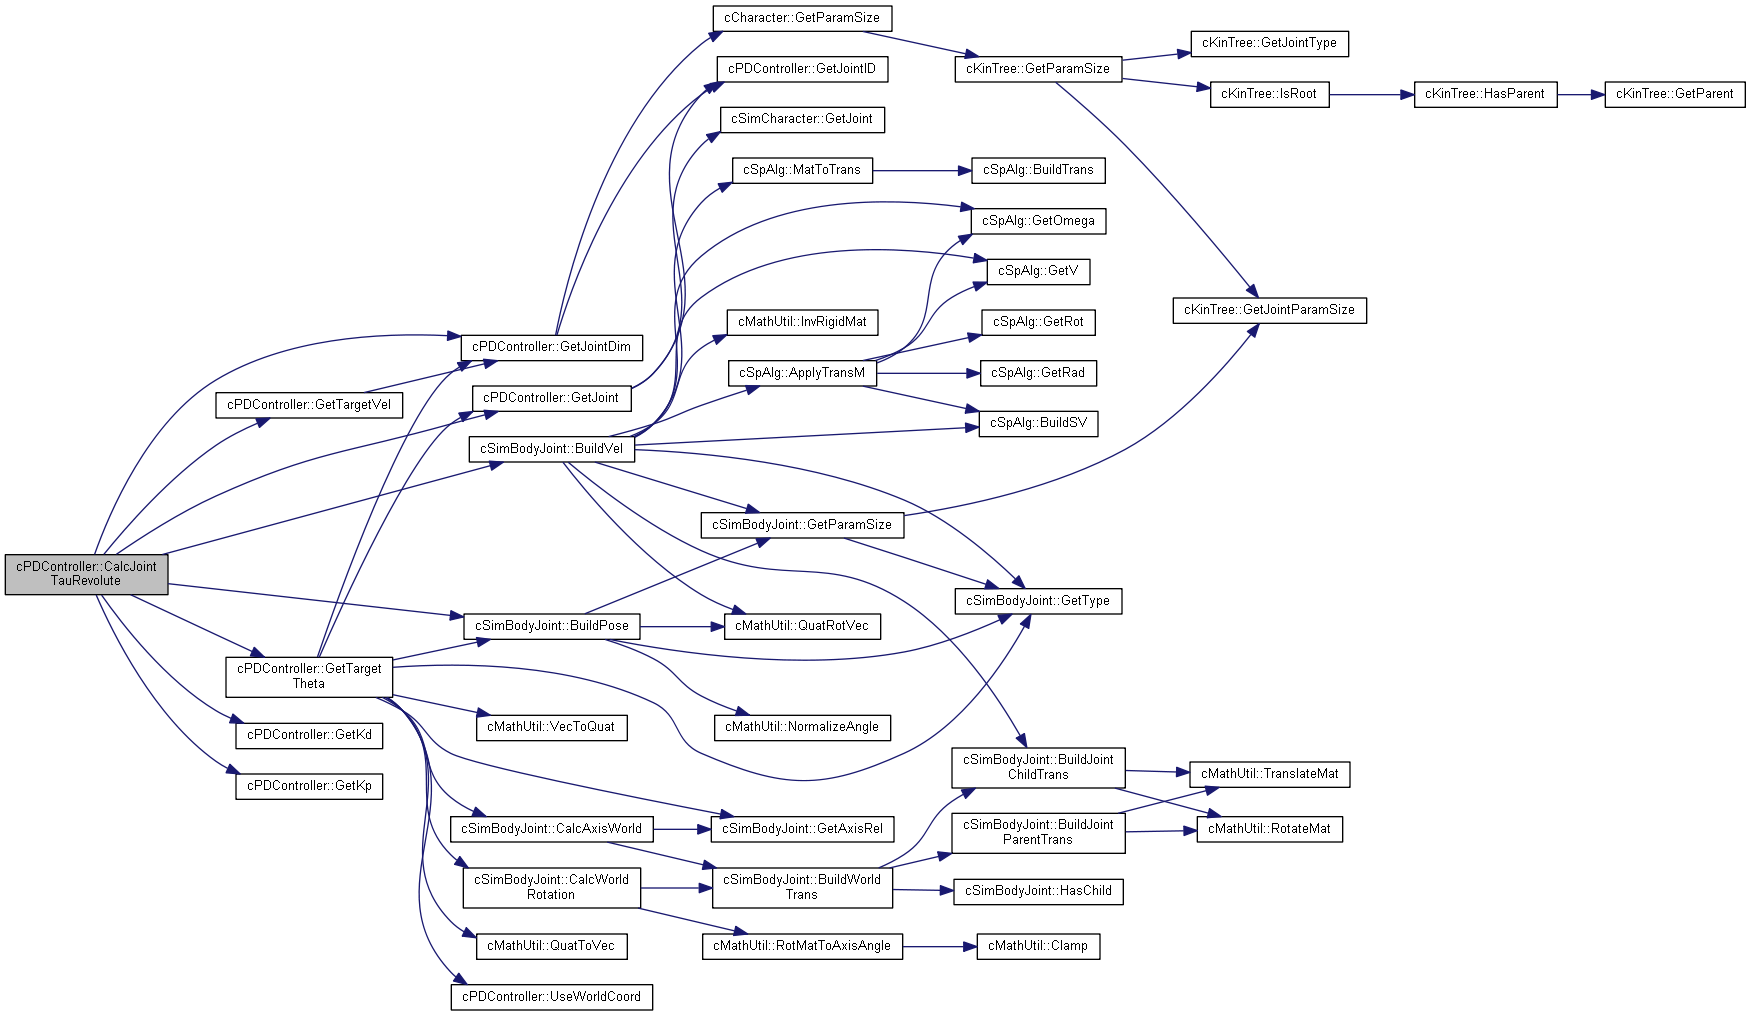 cPDController::CalcJoint
TauRevolute
cPDController::GetJointDim
cPDController::GetTargetVel
cPDController::GetJoint
cSimBodyJoint::BuildVel
cSimBodyJoint::BuildPose
cPDController::GetTarget
Theta
cPDController::GetKd
cPDController::GetKp
cMathUtil::VecToQuat
cSimBodyJoint::CalcAxisWorld
cSimBodyJoint::CalcWorld
Rotation
cMathUtil::QuatToVec
cPDController::UseWorldCoord
cCharacter::GetParamSize
cPDController::GetJointID
cSimCharacter::GetJoint
cSpAlg::MatToTrans
cMathUtil::InvRigidMat
cSpAlg::ApplyTransM
cSimBodyJoint::GetParamSize
cMathUtil::QuatRotVec
cMathUtil::NormalizeAngle
cSimBodyJoint::GetAxisRel
cSimBodyJoint::BuildWorld
Trans
cMathUtil::RotMatToAxisAngle
cKinTree::GetParamSize
cSpAlg::BuildTrans
cSpAlg::GetOmega
cSpAlg::GetV
cSpAlg::GetRot
cSpAlg::GetRad
cSpAlg::BuildSV
cSimBodyJoint::GetType
cSimBodyJoint::BuildJoint
ChildTrans
cSimBodyJoint::BuildJoint
ParentTrans
cSimBodyJoint::HasChild
cMathUtil::Clamp
cKinTree::GetJointType
cKinTree::IsRoot
cKinTree::GetJointParamSize
cMathUtil::TranslateMat
cMathUtil::RotateMat
cKinTree::HasParent
cKinTree::GetParent